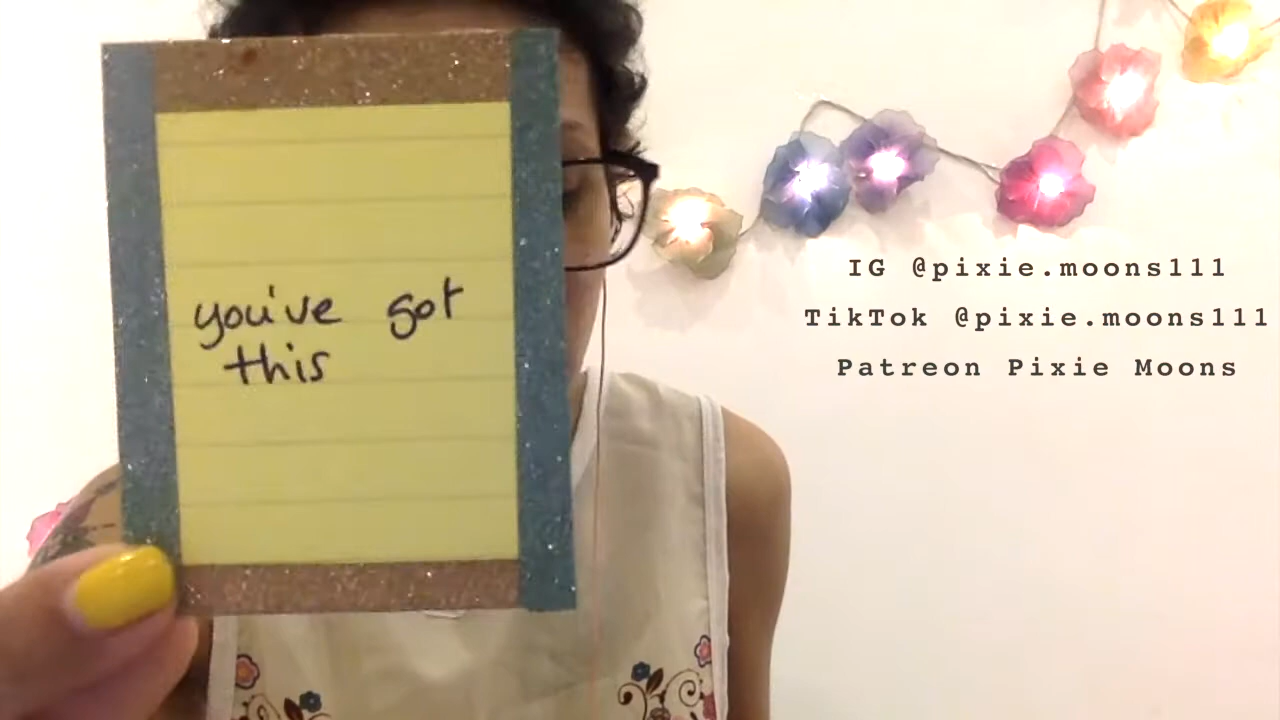 you've got
this
IG @pixie.moons111
TikTok @pixie.moons111
Patreon Pixie Moons